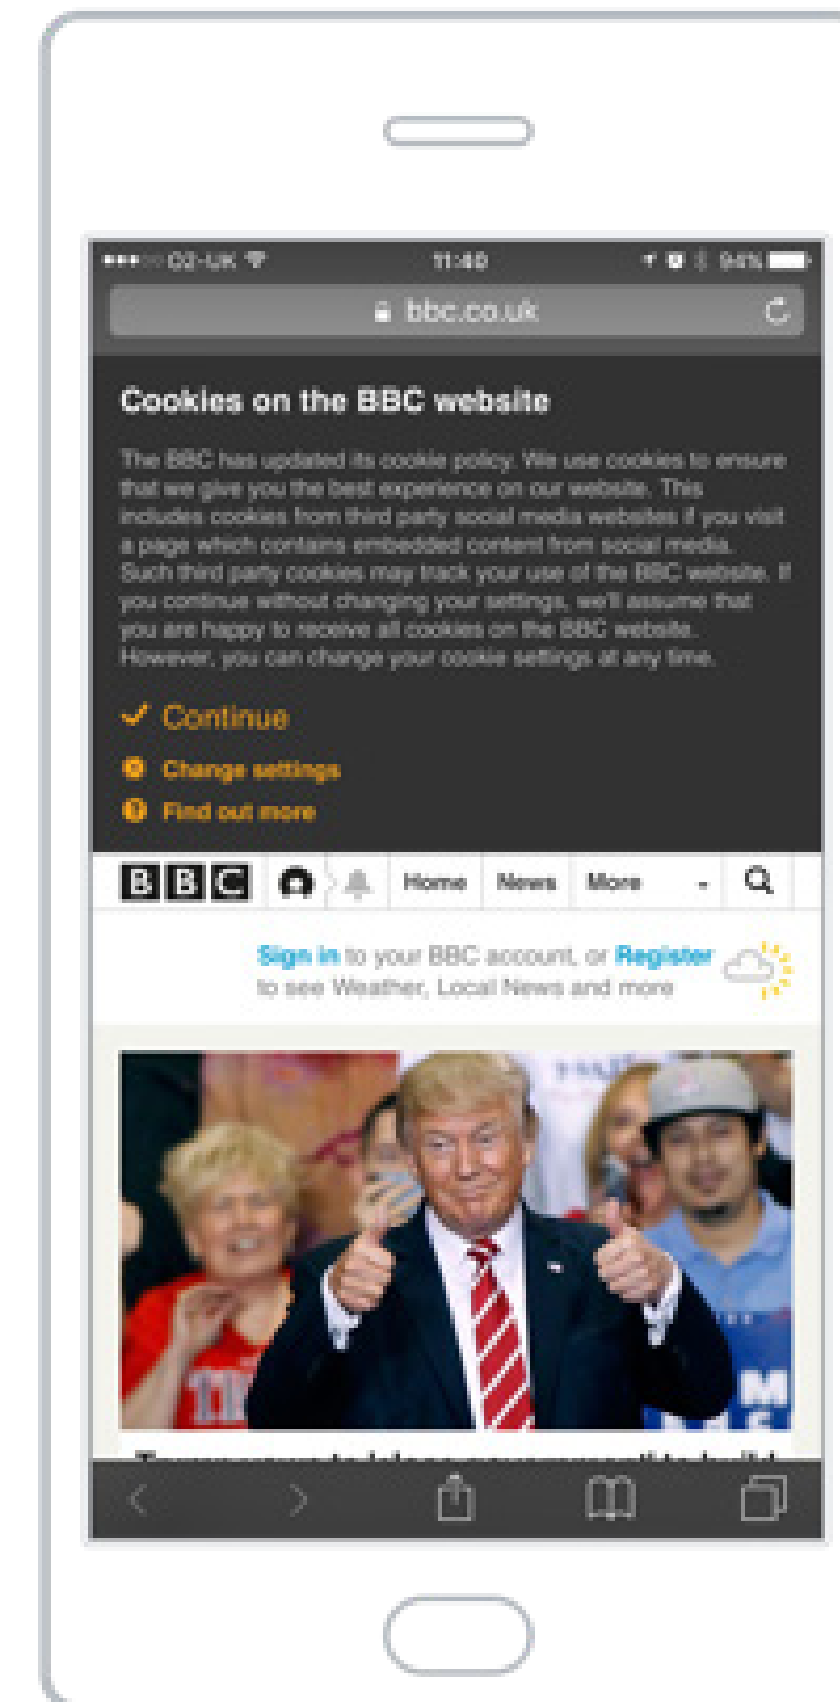 O2-UK 11:40 94%
bbc.co.uk
Cookies on the BBC website
The BBC has updated its cookie policy. We use cookies to ensure
that we give you the best experience on our website. This
includes cookies from third party social media websites if you visit
a page which contains embedded content from social media.
Such third party cookies may track your use of the BBC website. If
you continue without changing your settings, we'll assume that
you are happy to receive all cookies on the BBC website.
However, you can change your cookie settings at any time.
Continue
Change settings
Find out more
BBC Home News More
Sign in to your BBC account, or Register
to see Weather, Local News and more